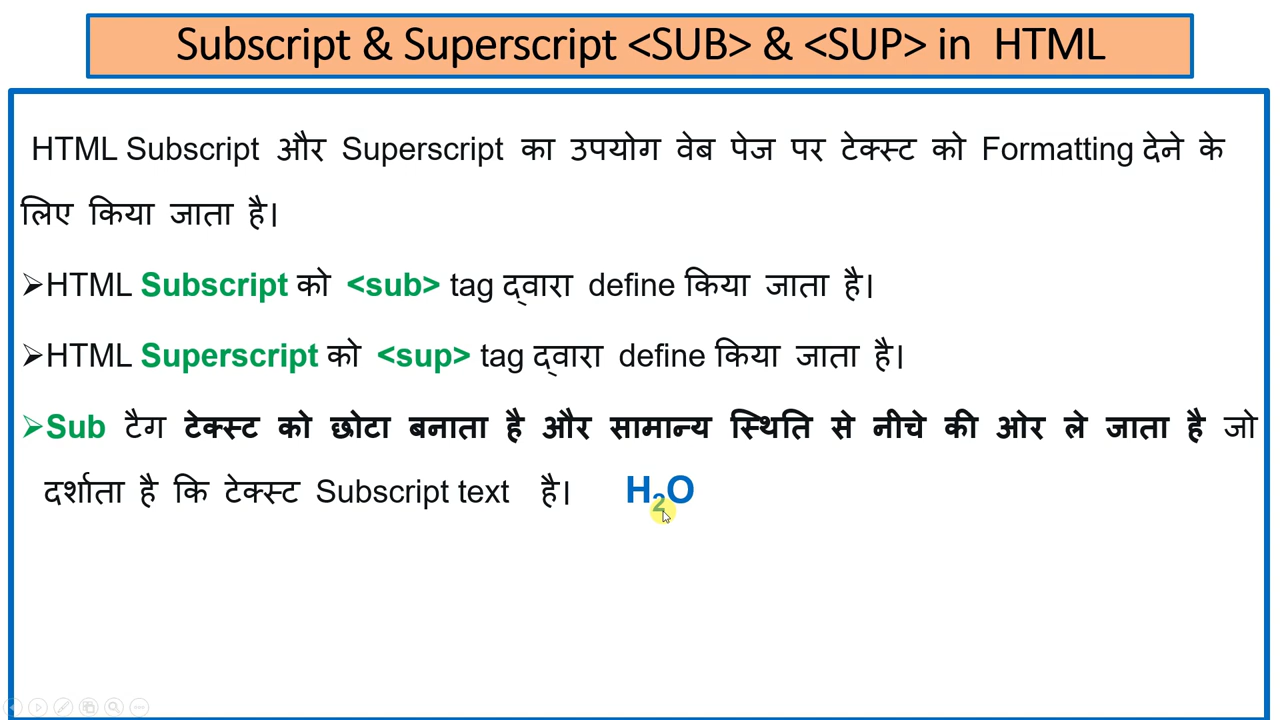 Subscript & Superscript <SUB> & <SUP> in HTML
HTML Subscript और Superscript का उपयोग वेब पेज पर टेक्स्ट को Formatting देने के
लिए किया जाता है।
➢HTML Subscript को <sub> tag द्वारा define किया जाता है।
➢HTML Superscript को <sup> tag द्वारा define किया जाता है।
➢Sub टैग टेक्स्ट को छोटा बनाता है और सामान्य स्थिति से नीचे की ओर ले जाता है जो
दर्शाता है कि टेक्स्ट Subscript text है। H₂O